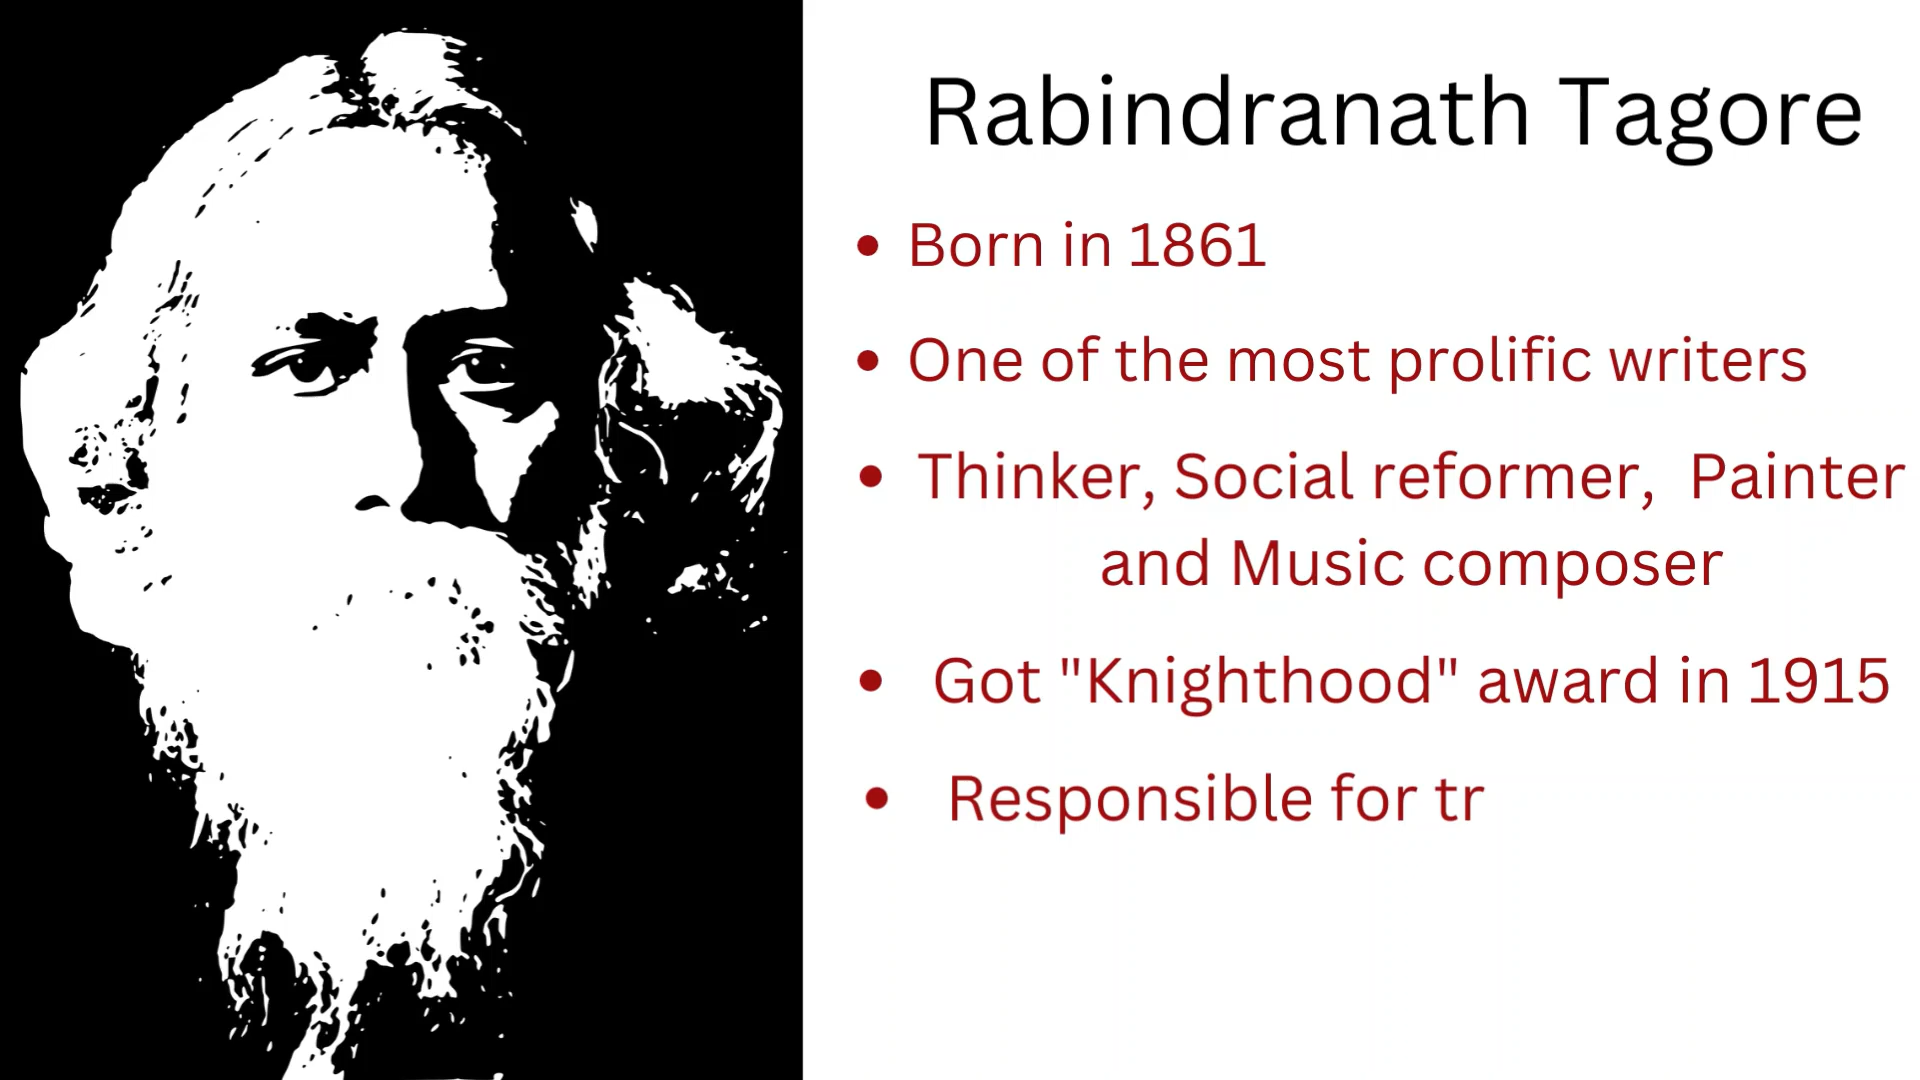 Rabindranath Tagore
• Born in 1861
• One of the most prolific writers
• Thinker, Social reformer, Painter
and Music composer
• Got "Knighthood" award in 1915
• Responsible for tr